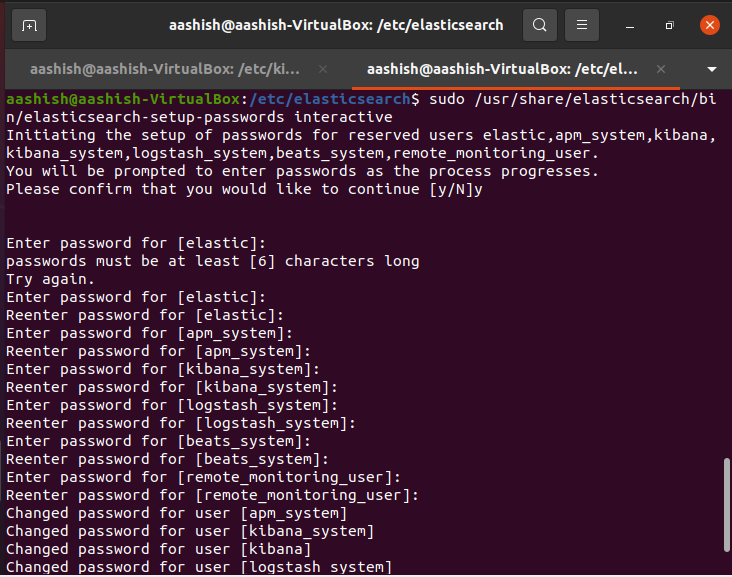 aashish@aashish-VirtualBox: /etc/elasticsearch
aashish@aashish-VirtualBox: /etc/ki...
aashish@aashish-VirtualBox: /etc/el...
aashish@aashish-VirtualBox:/etc/elasticsearch$ sudo /usr/share/elasticsearch/bi
n/elasticsearch-setup-passwords interactive
Initiating the setup of passwords for reserved users elastic,apm_system,kibana,
kibana_system,logstash_system,beats_system,remote_monitoring_user.
You will be prompted to enter passwords as the process progresses.
Please confirm that you would like to continue [y/N]y
Enter password for [elastic]:
passwords must be at least [6] characters long
Try again.
Enter password for [elastic]:
Reenter password for [elastic]:
Enter password for [apm_system]:
Reenter password for [apm_system]:
Enter password for [kibana_system]:
Reenter password for [kibana_system]:
Enter password for [logstash_system]:
Reenter password for [logstash_system]:
Enter password for [beats_system]:
Reenter password for [beats_system]:
Enter password for [remote_monitoring_user]:
Reenter password for [remote_monitoring_user]:
Changed password for user [apm_system]
Changed password for user [kibana_system]
Changed password for user [kibana]
Changed password for user [logstash_system]